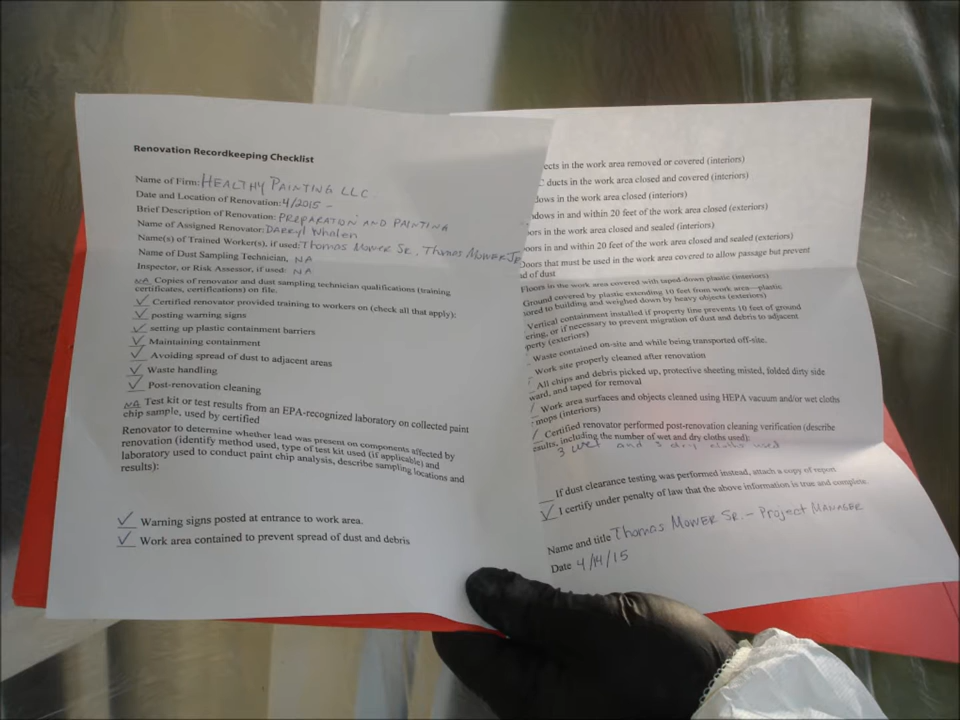 Renovation Recordkeeping Checklist
Name of Firm: HEALTHY PAINTING LLC
Date and Location of Renovation: 4/2015 -
Brief Description of Renovation: PREPARATION AND PAINTING
Name of Assigned Renovator: DARRYL Whalen
Name(s) of Trained Worker(s), if used: Thomas MOWER SR. Thomas MOWER JR
Name of Dust Sampling Technician, NA
Inspector, or Risk Assessor, if used: NA
NA Copies of renovator and dust sampling technician qualifications (training
certificates, certifications) on file.
✓ Certified renovator provided training to workers on (check all that apply):
✓ posting warning signs
✓ setting up plastic containment barriers
✓ Maintaining containment
✓ Avoiding spread of dust to adjacent areas
✓ Waste handling
✓ Post-renovation cleaning
NA Test kit or test results from an EPA-recognized laboratory on collected paint
chip sample, used by certified
Renovator to determine whether lead was present on components affected by
renovation (identify method used, type of test kit used (if applicable) and
laboratory used to conduct paint chip analysis, describe sampling locations and
results):
✓ Warning signs posted at entrance to work area.
✓ Work area contained to prevent spread of dust and debris
ects in the work area removed or covered (interiors)
ducts in the work area closed and covered (interiors)
dows in the work area closed (interiors)
ndows in and within 20 feet of the work area closed (exteriors)
ors in the work area closed and sealed (interiors)
oors in and within 20 feet of the work area closed and sealed (exteriors)
Doors that must be used in the work area covered to allow passage but prevent
ad of dust
Floors in the work area covered with taped-down plastic (interiors)
Ground covered by plastic extending 10 feet from work area—plastic
ored to building and weighed down by heavy objects (exteriors)
Vertical containment installed if property line prevents 10 feet of ground
ering, or if necessary to prevent migration of dust and debris to adjacent
perty (exteriors)
Waste contained on-site and while being transported off-site.
Work site properly cleaned after renovation
All chips and debris picked up, protective sheeting misted, folded dirty side
ward, and taped for removal
Work area surfaces and objects cleaned using HEPA vacuum and/or wet cloths
mops (interiors)
Certified renovator performed post-renovation cleaning verification (describe
esults, including the number of wet and dry cloths used):
3 wet and 3 dry cloths used
If dust clearance testing was performed instead, attach a copy of report
✓ I certify under penalty of law that the above information is true and complete.
Name and title Thomas MOWER SR. - Project MANAGER
Date 4/14/15